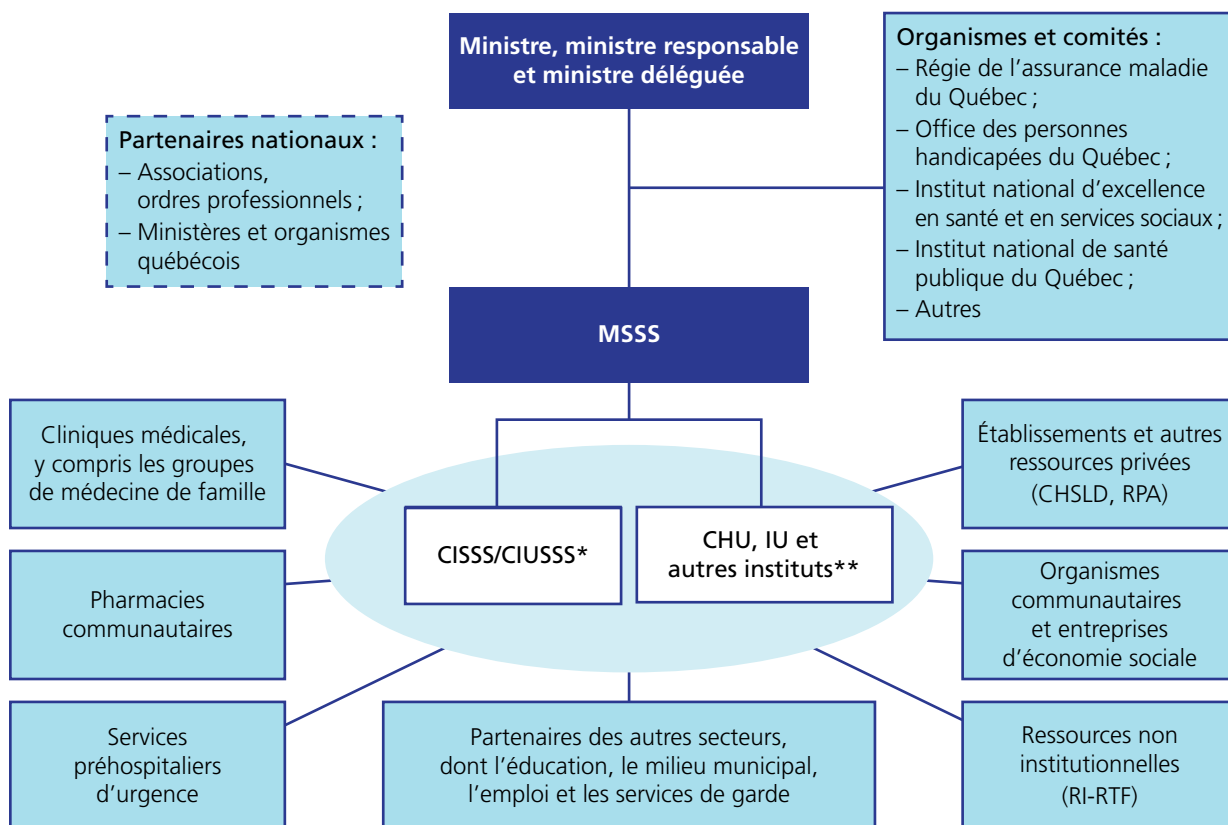 Ministre, ministre responsable
et ministre déléguée
Organismes et comités :
– Régie de l'assurance maladie
du Québec ;
– Office des personnes
handicapées du Québec ;
– Institut national d'excellence
en santé et en services sociaux ;
– Institut national de santé
publique du Québec ;
– Autres
Partenaires nationaux :
– Associations,
ordres professionnels ;
– Ministères et organismes
québécois
MSSS
Cliniques médicales,
y compris les groupes
de médecine de famille
Établissements et autres
ressources privées
(CHSLD, RPA)
CISSS/CIUSSS*
CHU, IU et
autres instituts**
Pharmacies
communautaires
Organismes
communautaires
et entreprises
d'économie sociale
Services
préhospitaliers
d'urgence
Partenaires des autres secteurs,
dont l'éducation, le milieu municipal,
l'emploi et les services de garde
Ressources non
institutionnelles
(RI-RTF)